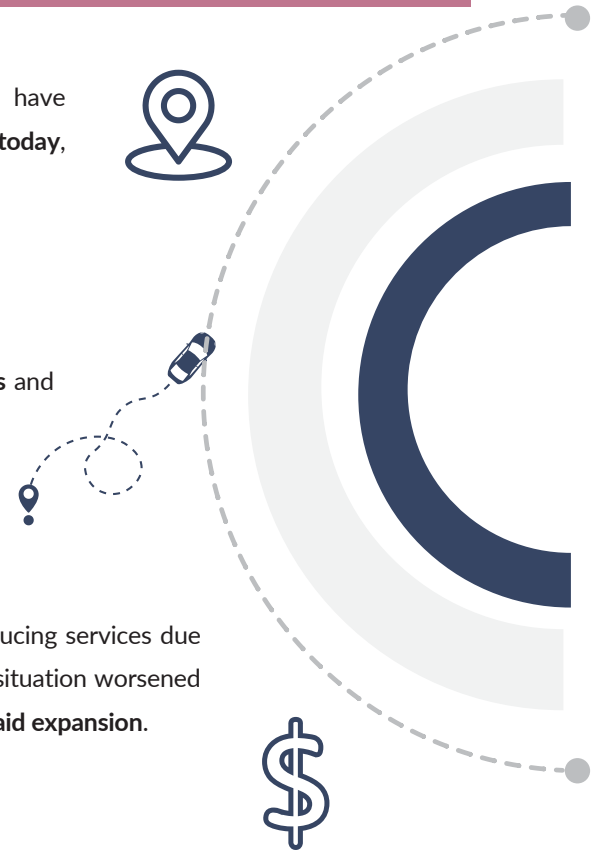 have
today,
s and
ucing services due
situation worsened
aid expansion.